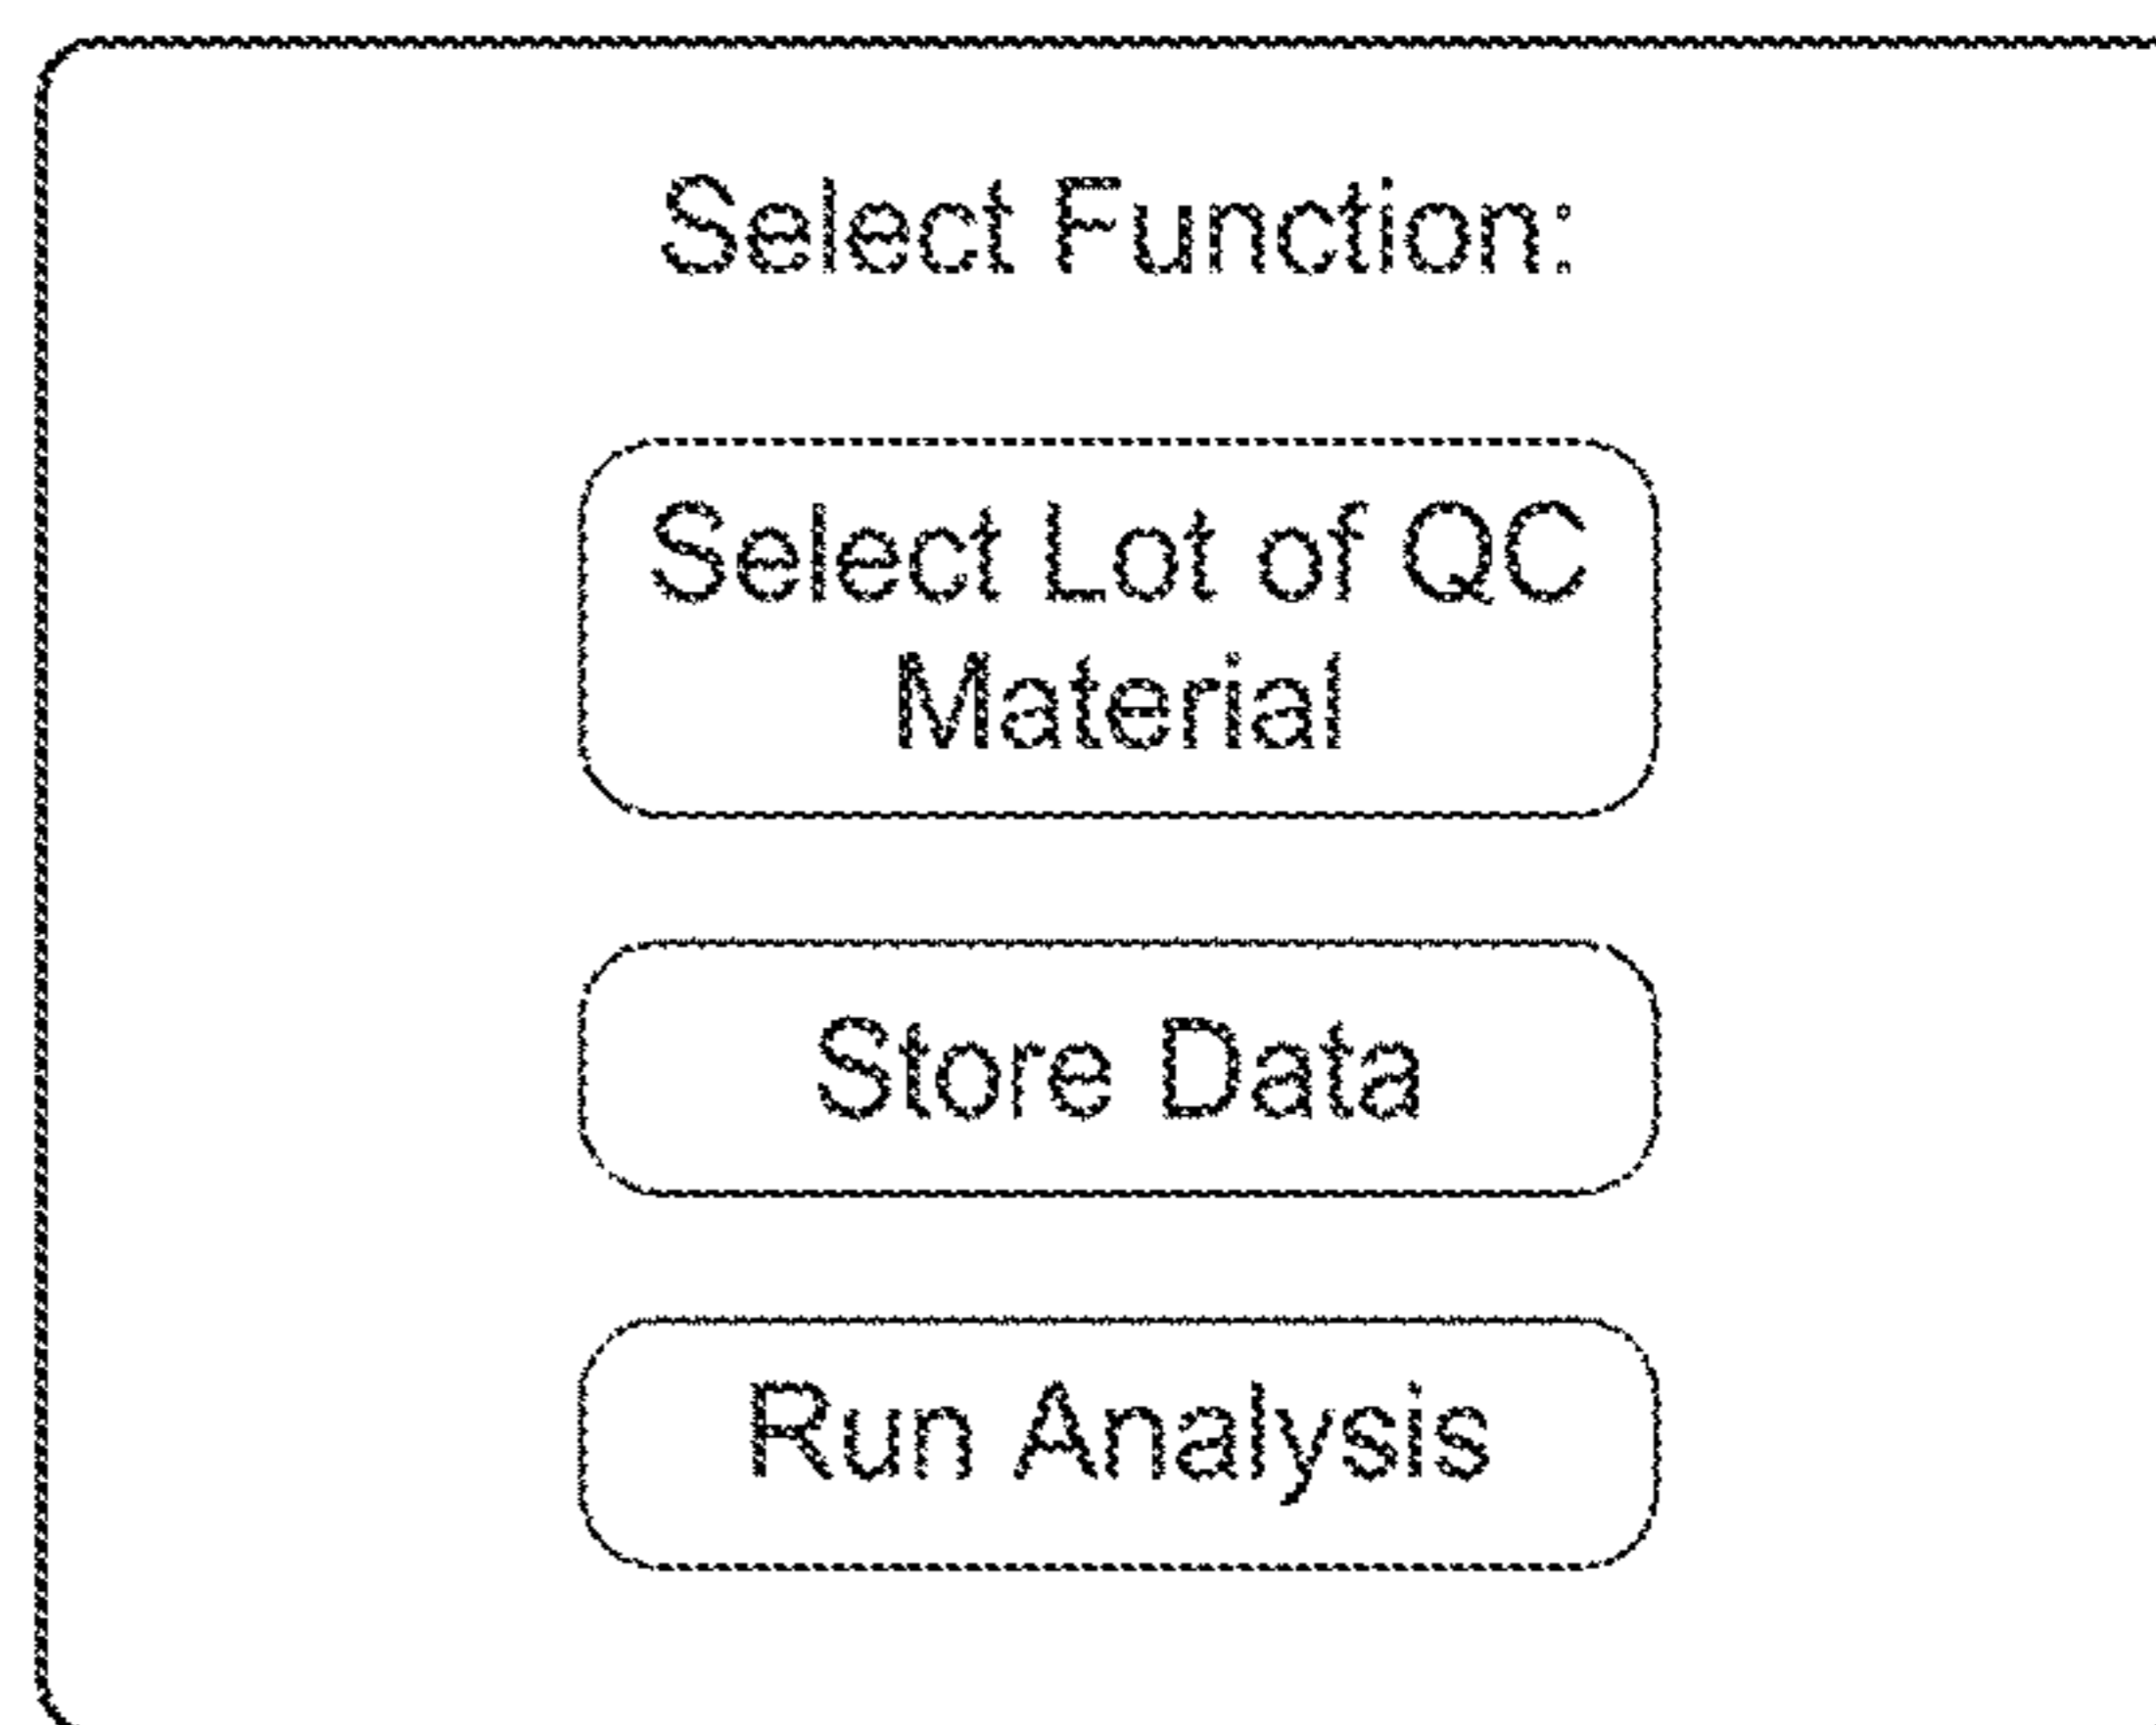 Select Function:
Select Lot of QC
Material
Store Data
Run Analysis